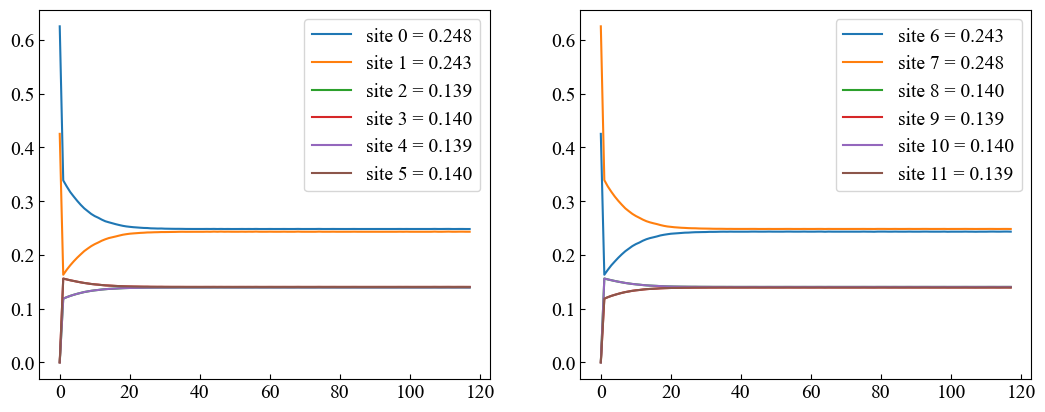 0.6
0.5
0.4
0.3
0.2
0.1
0.0
0 20 40 60 80 100 120
site 0 = 0.248
site 1 = 0.243
site 2 = 0.139
site 3 = 0.140
site 4 = 0.139
site 5 = 0.140
0.6
0.5
0.4
0.3
0.2
0.1
0.0
0 20 40 60 80 100 120
site 6 = 0.243
site 7 = 0.248
site 8 = 0.140
site 9 = 0.139
site 10 = 0.140
site 11 = 0.139